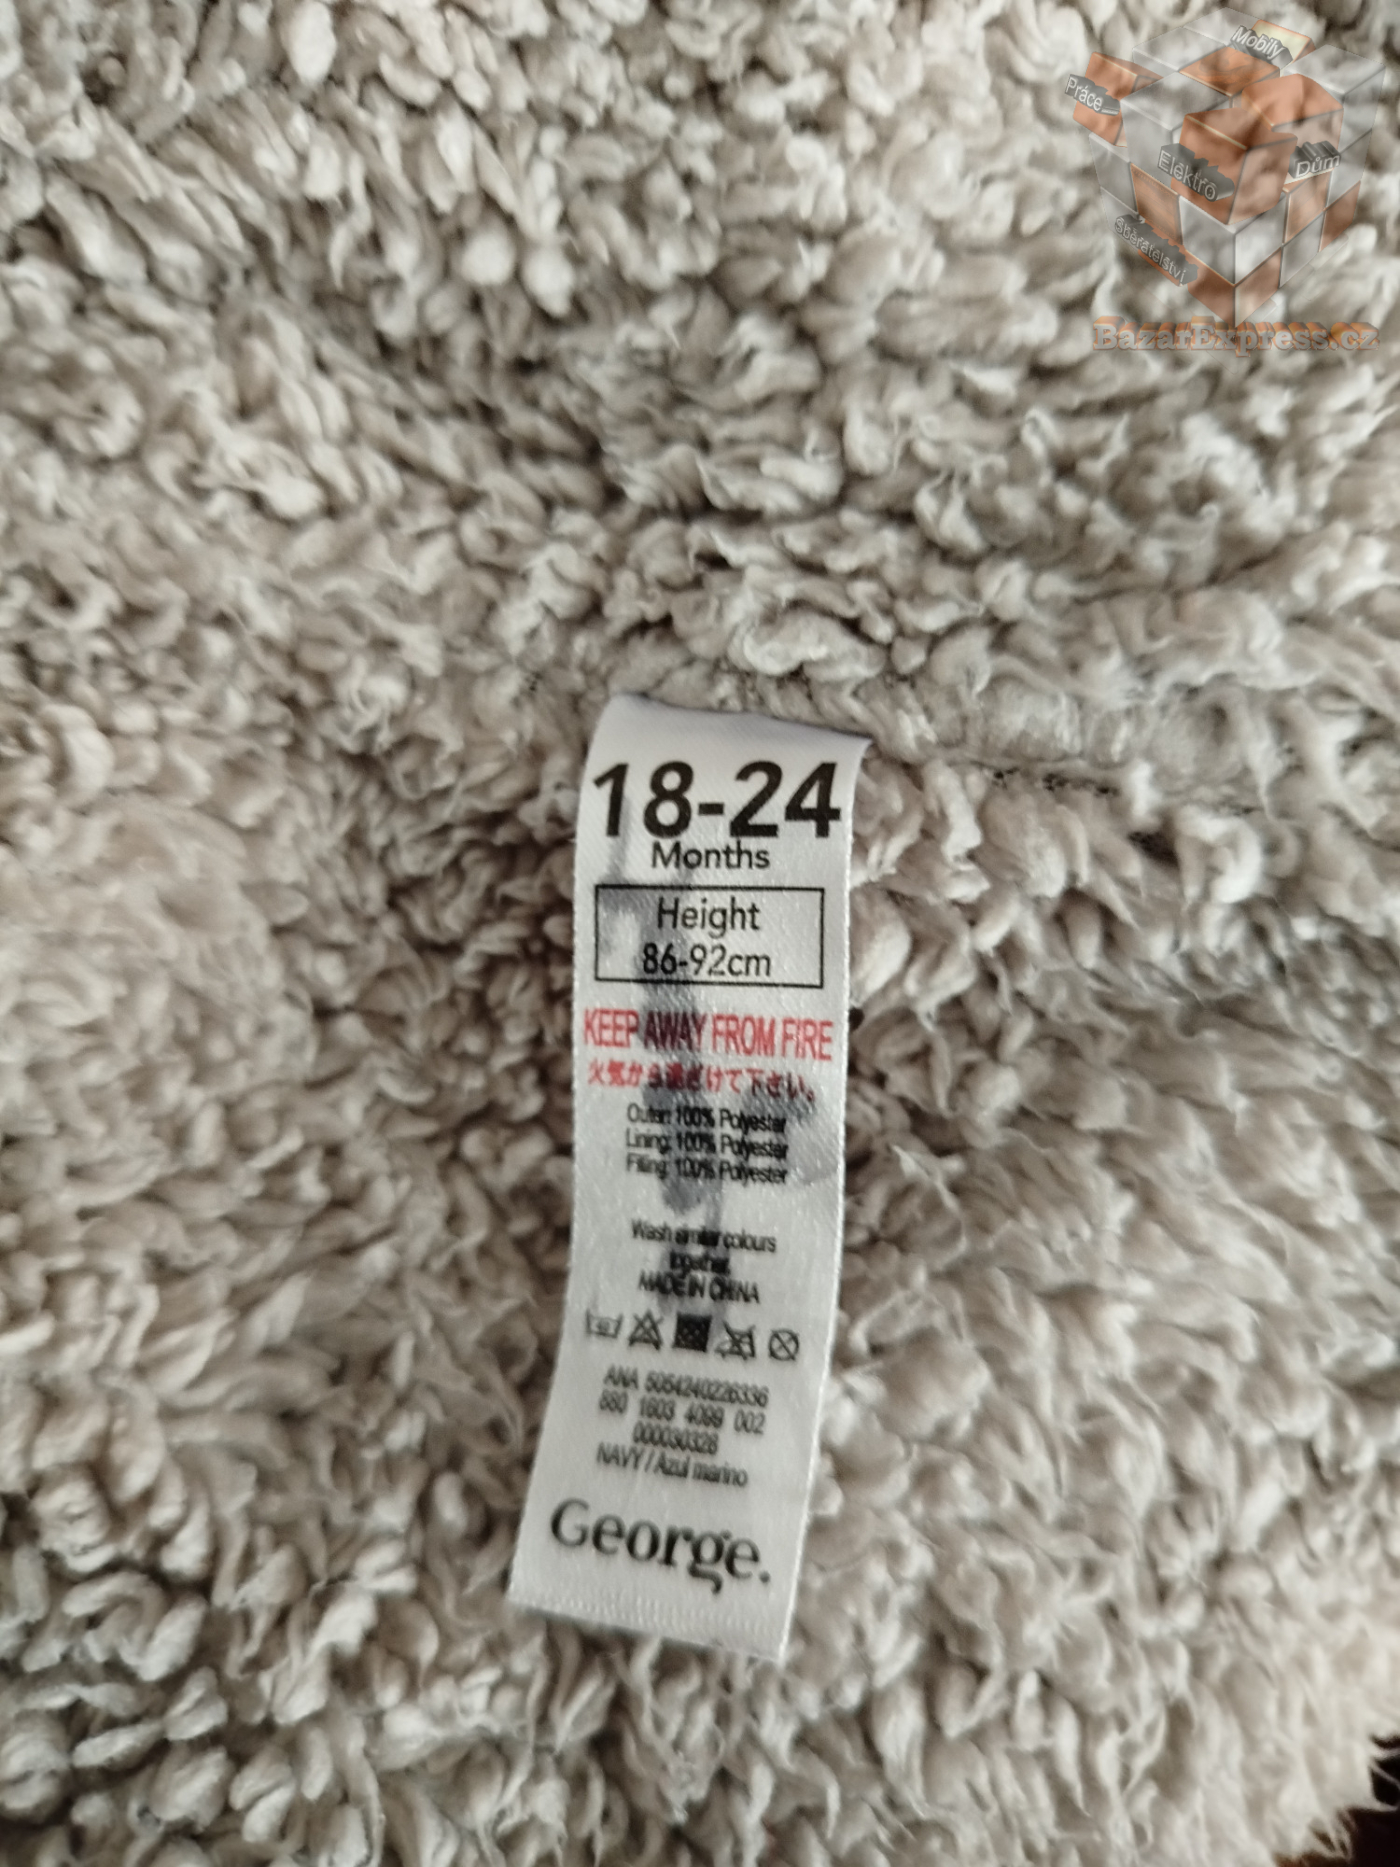 Mobily
Práce
Elektro
Dům
Sběratelství
BazarExpress.cz
18-24
Months
Height
86-92cm
KEEP AWAY FROM FIRE
火気から遠ざけて下さい。
Outer: 100% Polyester
Lining: 100% Polyester
Filling: 100% Polyester
Wash similar colours
together.
MADE IN CHINA
ANA 5054240226336
880 1603 4099 002
000030328
NAVY / Azul marino
George.